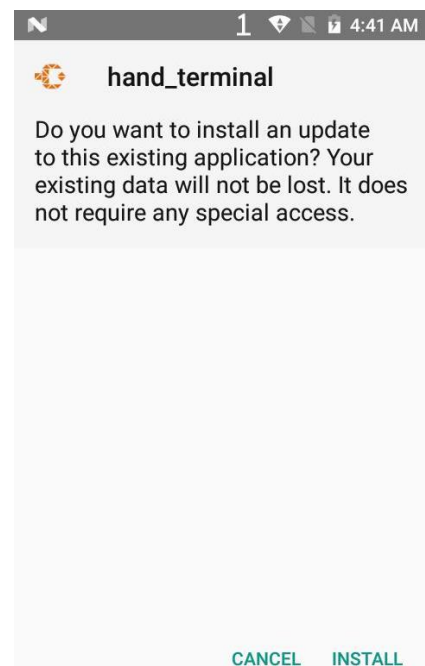 1 4:41 AM
hand_terminal
Do you want to install an update
to this existing application? Your
existing data will not be lost. It does
not require any special access.
CANCEL INSTALL